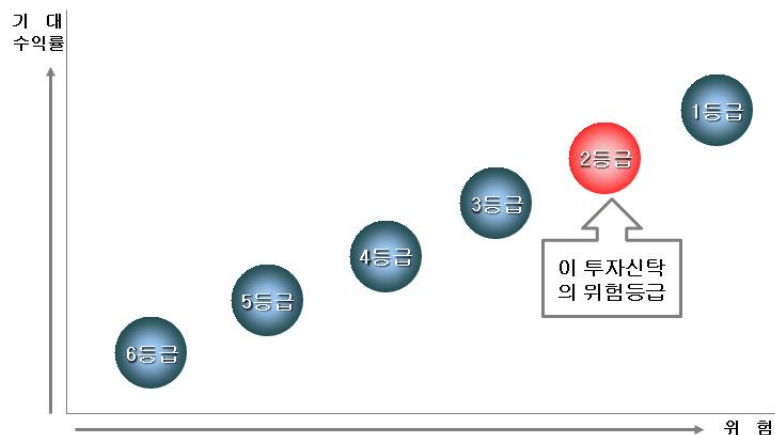 기 대
수익률
1등급
2등급
3등급
4등급
이 투자신탁
의 위험등급
5등급
6등급
위 험